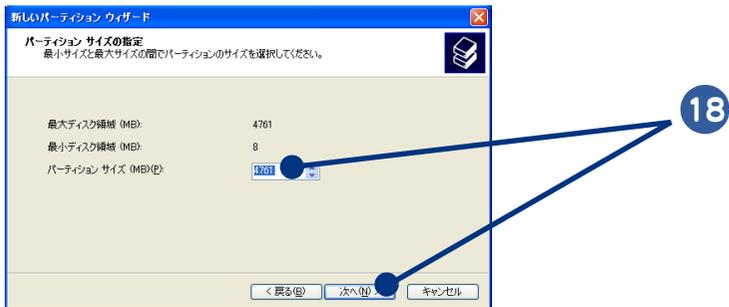 新しいパーティション ウィザード
パーティション サイズの指定
最小サイズと最大サイズの間でパーティションのサイズを選択してください。
最大ディスク領域 (MB): 4761
最小ディスク領域 (MB): 8
パーティション サイズ (MB)(P): 4761
< 戻る(B) 次へ(N) > キャンセル
18